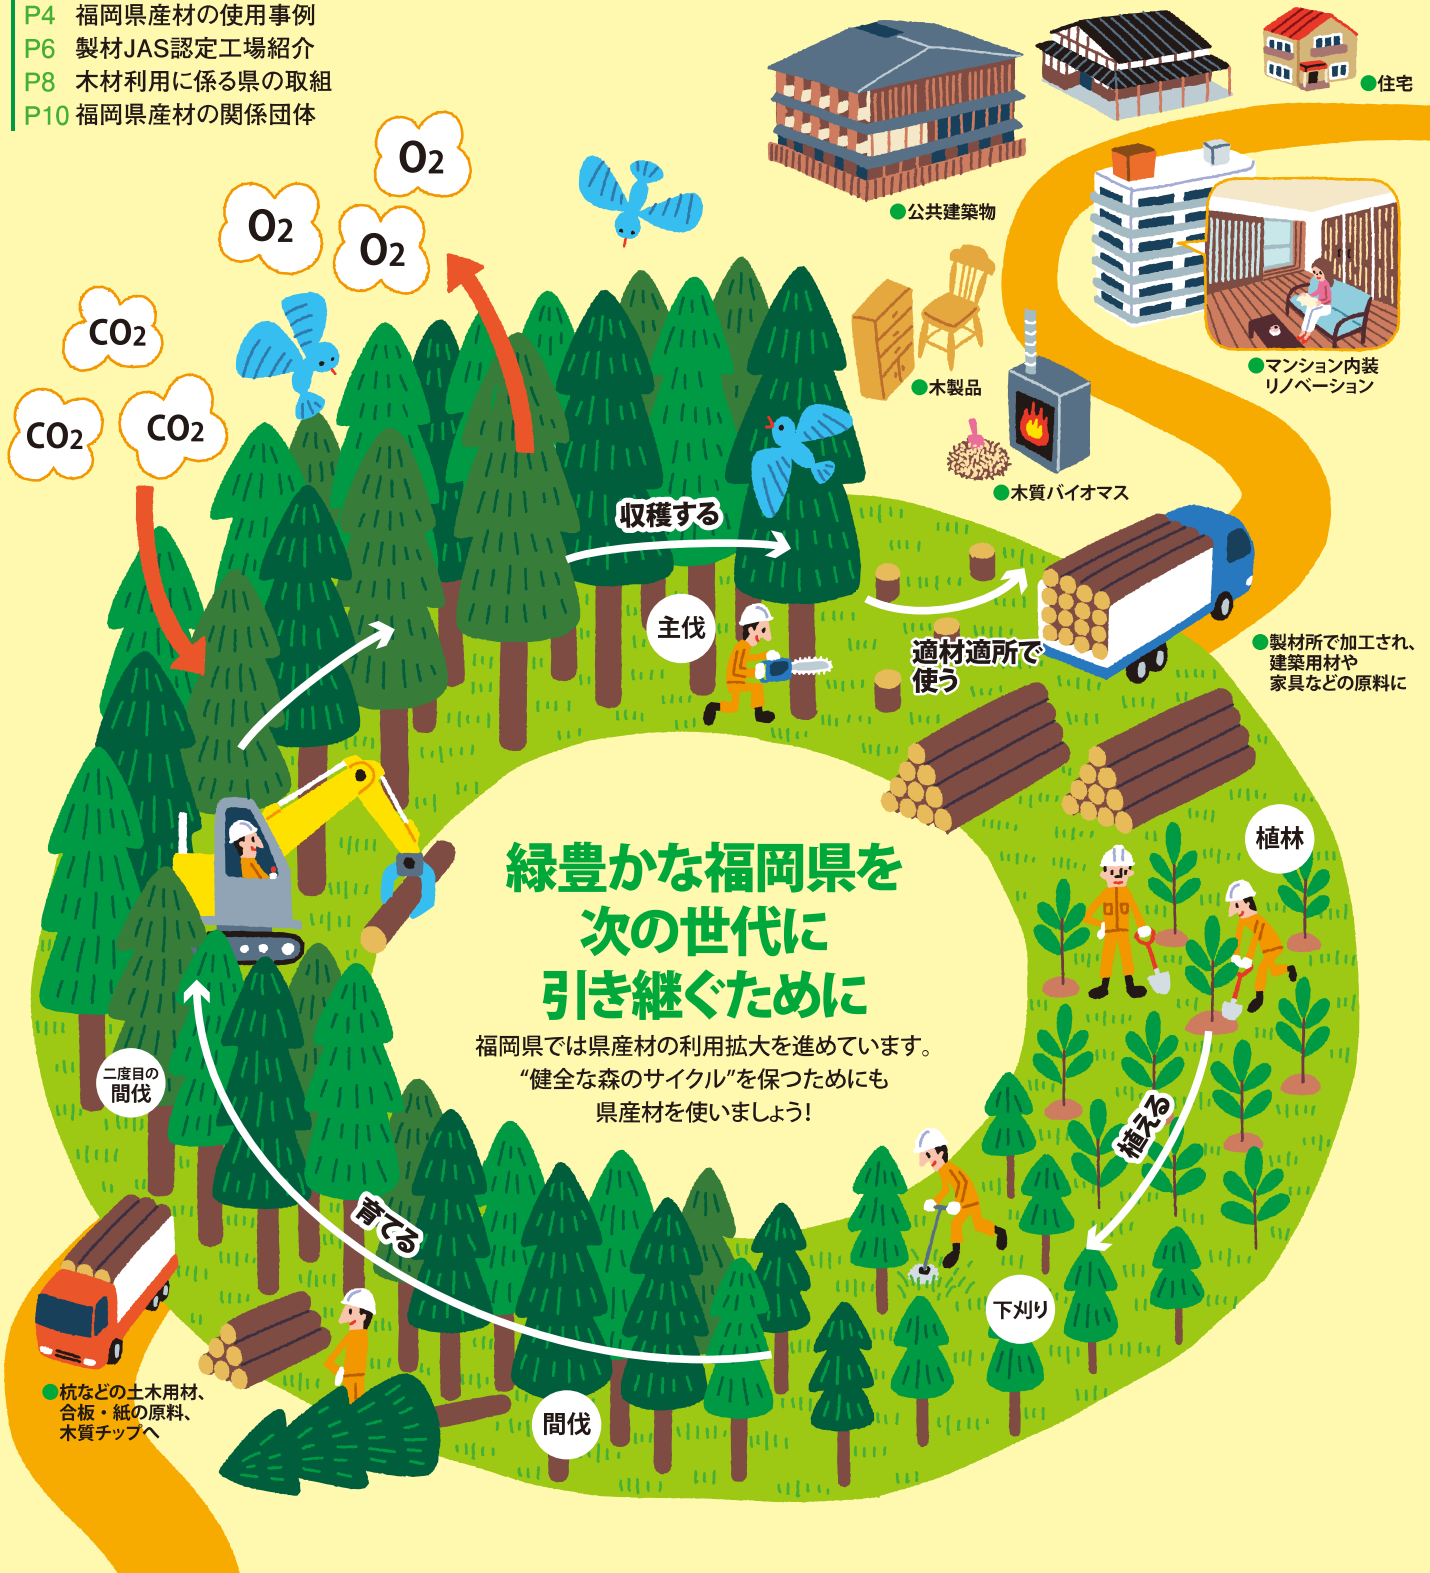 P4 福岡県産材の使用事例
P6 製材JAS認定工場紹介
P8 木材利用に係る県の取組
P10 福岡県産材の関係団体
O2
O2
O2
CO2
CO2
CO2
●住宅
●公共建築物
●マンション内装
リノベーション
●木製品
●木質バイオマス
収穫する
主伐
適材適所で
使う
●製材所で加工され、
建築用材や
家具などの原料に
植林
緑豊かな福岡県を
次の世代に
引き継ぐために
福岡県では県産材の利用拡大を進めています。
“健全な森のサイクル”を保つためにも
県産材を使いましょう!
二度目の
間伐
植える
育てる
下刈り
間伐
●杭などの土木用材、
合板・紙の原料、
木質チップへ